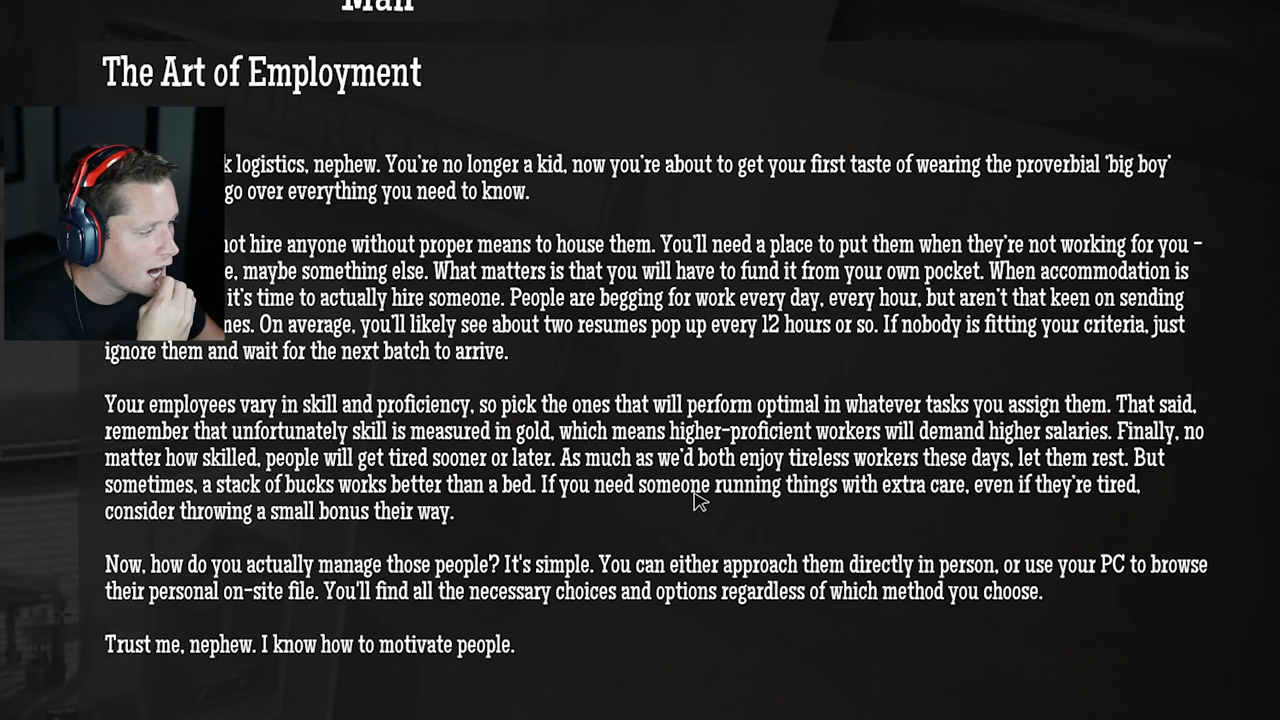 The Art of Employment
logistics, nephew. You're no longer a kid, now you're about to get your first taste of wearing the proverbial 'big boy'
go over everything you need to know.
not hire anyone without proper means to house them. You'll need a place to put them when they're not working for you –
maybe something else. What matters is that you will have to fund it from your own pocket. When accommodation is
it's time to actually hire someone. People are begging for work every day, every hour, but aren't that keen on sending
On average, you'll likely see about two resumes pop up every 12 hours or so. If nobody is fitting your criteria, just
ignore them and wait for the next batch to arrive.
Your employees vary in skill and proficiency, so pick the ones that will perform optimal in whatever tasks you assign them. That said,
remember that unfortunately skill is measured in gold, which means higher-proficient workers will demand higher salaries. Finally, no
matter how skilled, people will get tired sooner or later. As much as we'd both enjoy tireless workers these days, let them rest. But
sometimes, a stack of bucks works better than a bed. If you need someone running things with extra care, even if they're tired,
consider throwing a small bonus their way.
Now, how do you actually manage those people? It's simple. You can either approach them directly in person, or use your PC to browse
their personal on-site file. You'll find all the necessary choices and options regardless of which method you choose.
Trust me, nephew. I know how to motivate people.